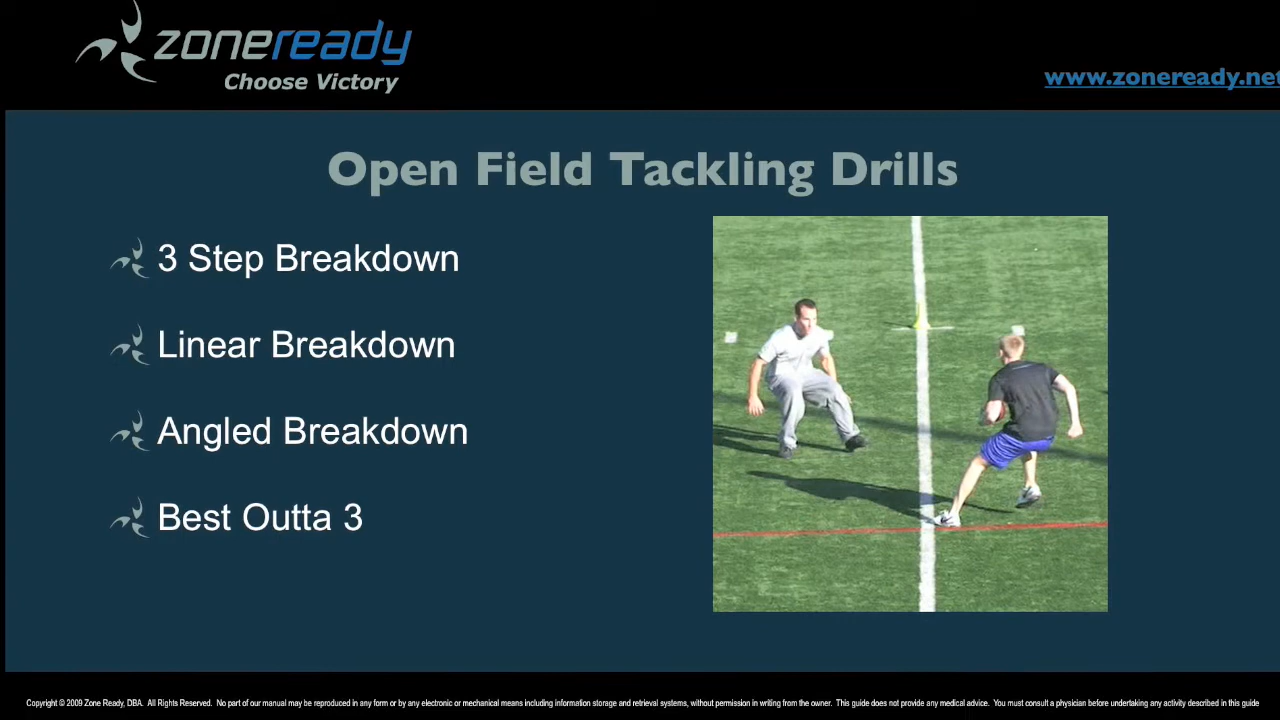 zoneready
Choose Victory
www.zoneready.net
Open Field Tackling Drills
3 Step Breakdown
Linear Breakdown
Angled Breakdown
Best Outta 3
Copyright © 2009 Zone Ready, DBA. All Rights Reserved. No part of our manual may be reproduced in any form or by any electronic or mechanical means including information storage and retrieval systems, without permission in writing from the owner. This guide does not provide any medical advice. You must consult a physician before undertaking any activity described in this guide